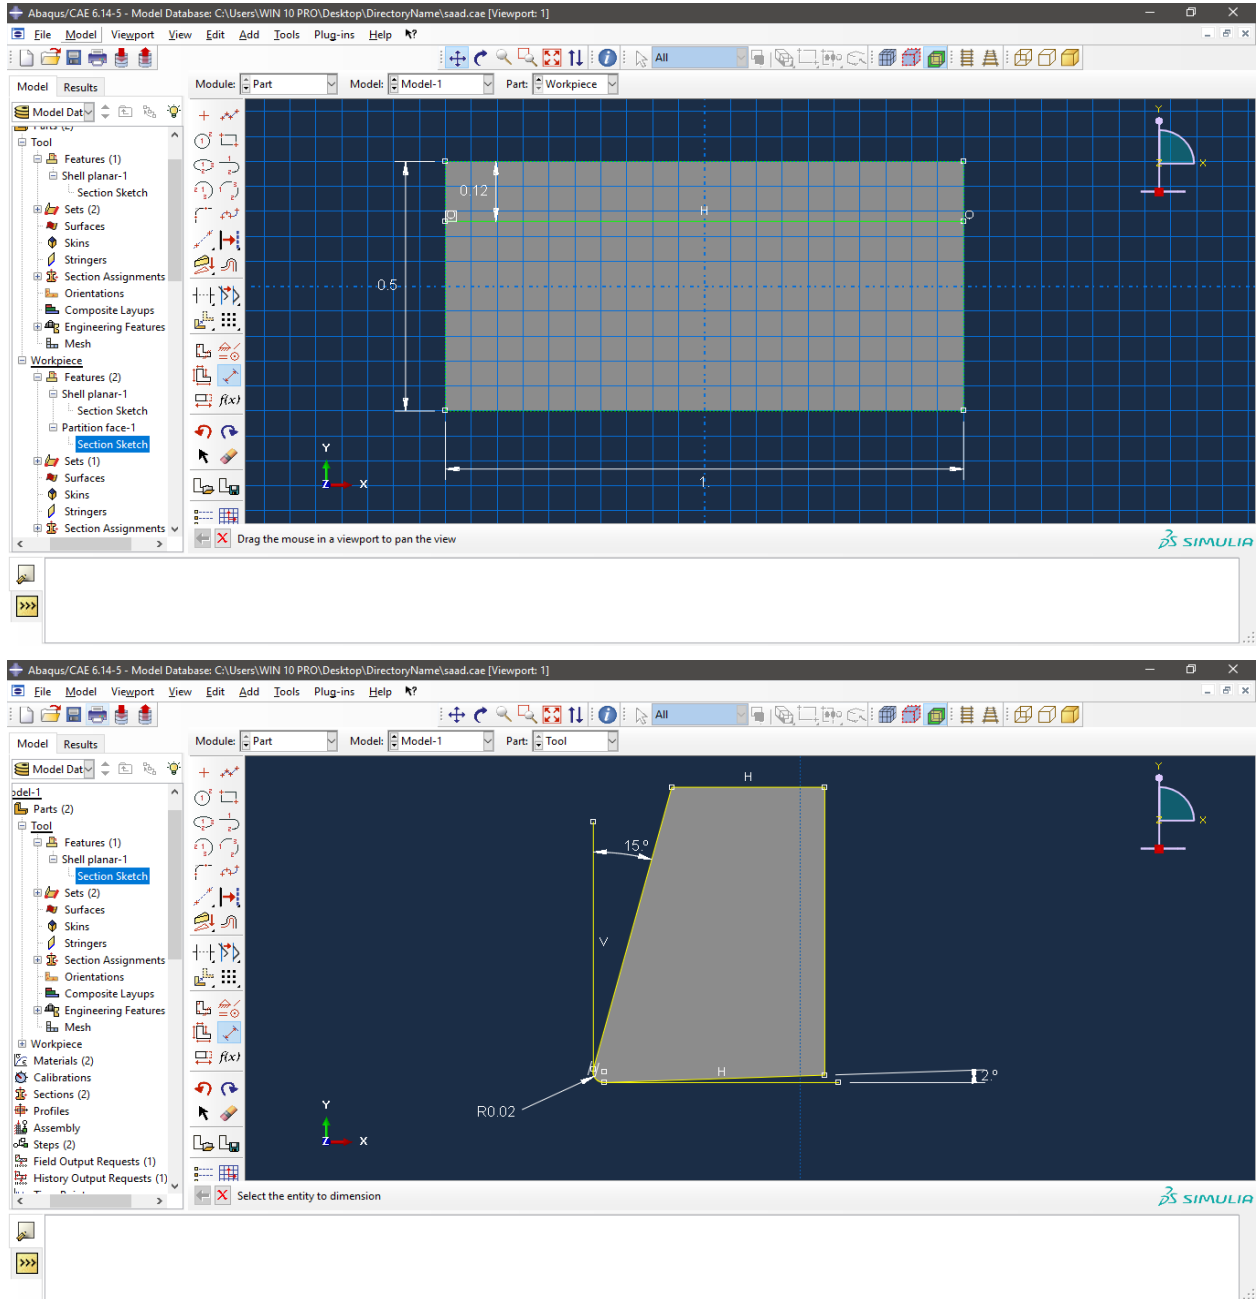 Abaqus/CAE 6.14-5 - Model Database: C:\Users\WIN 10 PRO\Desktop\DirectoryName\saad.cae [Viewport: 1]
File Model Viewport View Edit Add Tools Plug-ins Help
All
Model Results
Module: Part Model: Model-1 Part: Workpiece
Model Dat
Parts (2)
Tool
Features (1)
Shell planar-1
Section Sketch
Sets (2)
Surfaces
Skins
Stringers
Section Assignments
Orientations
Composite Layups
Engineering Features
Mesh
Workpiece
Features (2)
Shell planar-1
Section Sketch
Partition face-1
Section Sketch
Sets (1)
Surfaces
Skins
Stringers
Section Assignments
f(x)
0.12
H
0.5
1.
Y
Z X
Y
Z X
Drag the mouse in a viewport to pan the view
SIMULIA
>>>
Abaqus/CAE 6.14-5 - Model Database: C:\Users\WIN 10 PRO\Desktop\DirectoryName\saad.cae [Viewport: 1]
File Model Viewport View Edit Add Tools Plug-ins Help
All
Model Results
Module: Part Model: Model-1 Part: Tool
Model Dat
odel-1
Parts (2)
Tool
Features (1)
Shell planar-1
Section Sketch
Sets (2)
Surfaces
Skins
Stringers
Section Assignments
Orientations
Composite Layups
Engineering Features
Mesh
Workpiece
Materials (2)
Calibrations
Sections (2)
Profiles
Assembly
Steps (2)
Field Output Requests (1)
History Output Requests (1)
f(x)
H
15.°
V
H
2.°
R0.02
Y
Z X
Y
Z X
Select the entity to dimension
SIMULIA
>>>